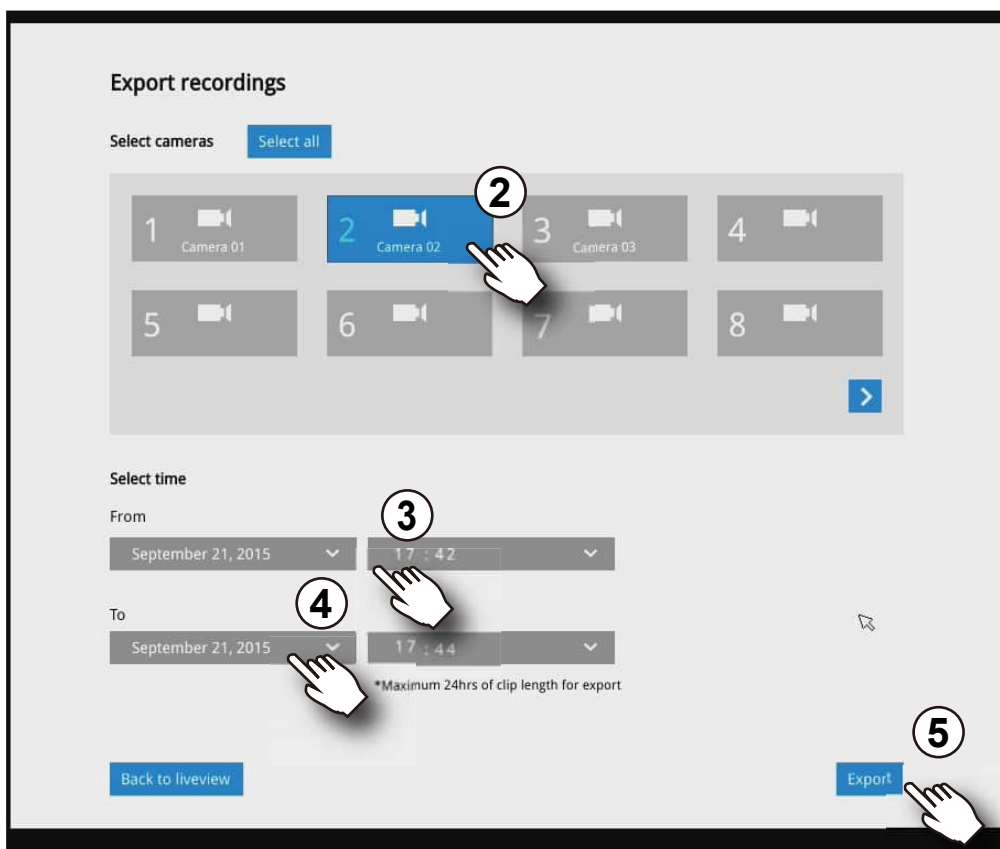 Export recordings
Select cameras Select all
2
1 2 3 4
Camera 01 Camera 02 Camera 03
5 6 7 8
Select time
From
3
September 21, 2015 17 : 42
4
To
September 21, 2015 17 : 44
*Maximum 24hrs of clip length for export
5
Back to liveview Export